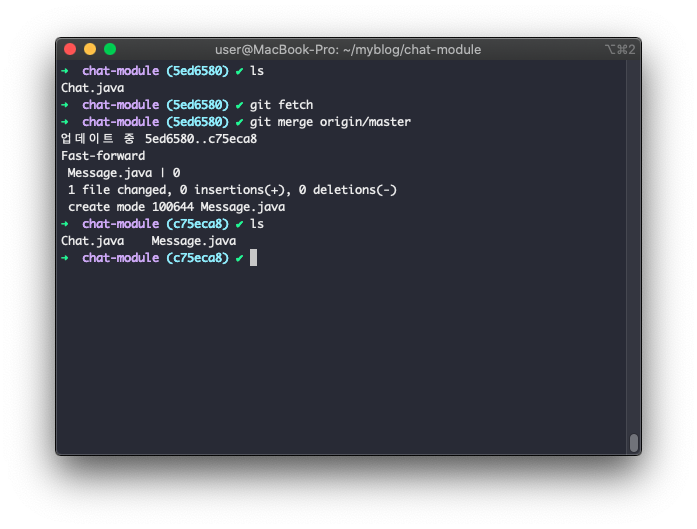 user@MacBook-Pro: ~/myblog/chat-module ⌥⌘2
➜ chat-module (5ed6580) ✔ ls
Chat.java
➜ chat-module (5ed6580) ✔ git fetch
➜ chat-module (5ed6580) ✔ git merge origin/master
업데이트 중 5ed6580..c75eca8
Fast-forward
 Message.java | 0
 1 file changed, 0 insertions(+), 0 deletions(-)
 create mode 100644 Message.java
➜ chat-module (c75eca8) ✔ ls
Chat.java    Message.java
➜ chat-module (c75eca8) ✔